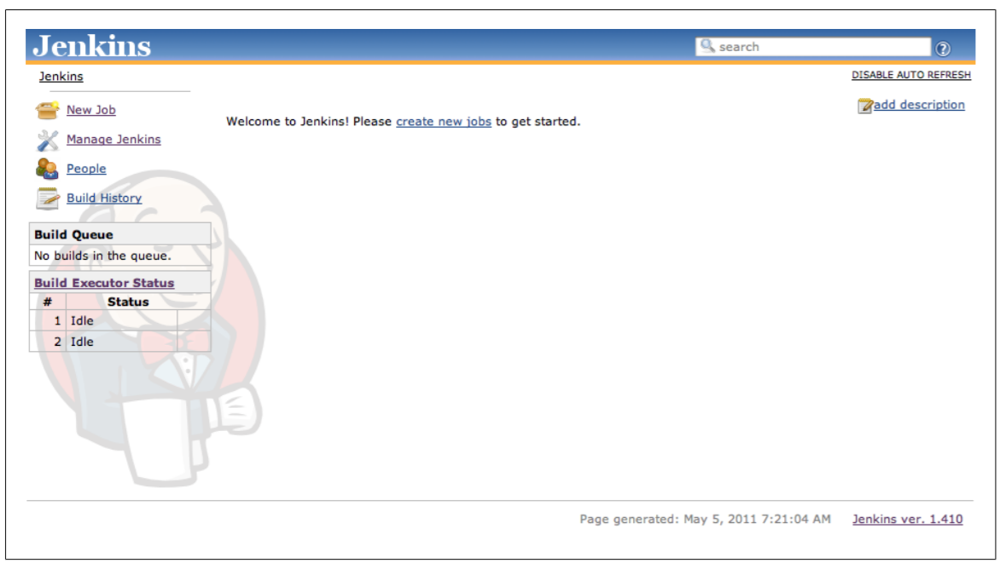 Jenkins
search
Jenkins
DISABLE AUTO REFRESH
New Job
add description
Welcome to Jenkins! Please create new jobs to get started.
Manage Jenkins
People
Build History
Build Queue
No builds in the queue.
Build Executor Status
# Status
1 Idle
2 Idle
Page generated: May 5, 2011 7:21:04 AM Jenkins ver. 1.410